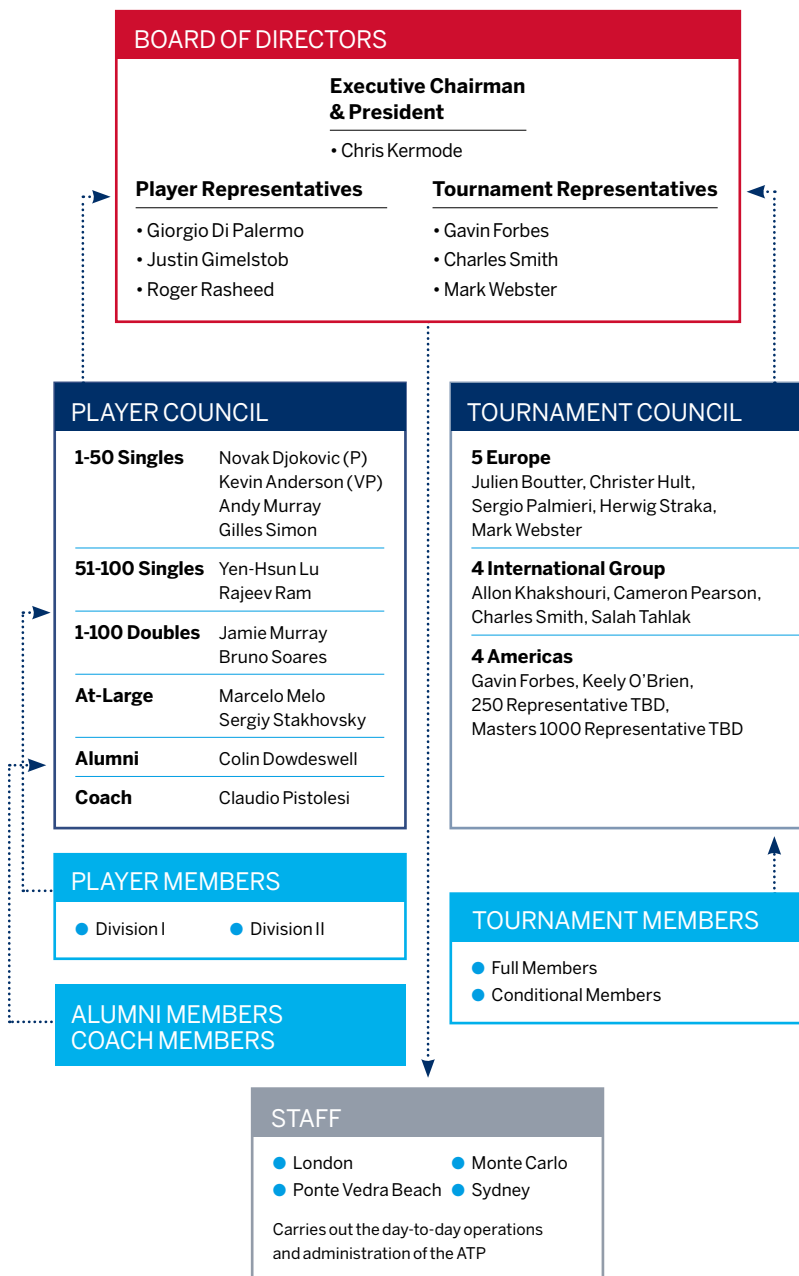 BOARD OF DIRECTORS
Executive Chairman
& President
• Chris Kermode
Player Representatives
• Giorgio Di Palermo
• Justin Gimelstob
• Roger Rasheed
Tournament Representatives
• Gavin Forbes
• Charles Smith
• Mark Webster
PLAYER COUNCIL
1-50 Singles Novak Djokovic (P)
Kevin Anderson (VP)
Andy Murray
Gilles Simon
51-100 Singles Yen-Hsun Lu
Rajeev Ram
1-100 Doubles Jamie Murray
Bruno Soares
At-Large Marcelo Melo
Sergiy Stakhovsky
Alumni Colin Dowdeswell
Coach Claudio Pistolesi
TOURNAMENT COUNCIL
5 Europe
Julien Boutter, Christer Hult,
Sergio Palmieri, Herwig Straka,
Mark Webster
4 International Group
Allon Khakshouri, Cameron Pearson,
Charles Smith, Salah Tahlak
4 Americas
Gavin Forbes, Keely O'Brien,
250 Representative TBD,
Masters 1000 Representative TBD
PLAYER MEMBERS
● Division I ● Division II
ALUMNI MEMBERS
COACH MEMBERS
TOURNAMENT MEMBERS
● Full Members
● Conditional Members
STAFF
● London ● Monte Carlo
● Ponte Vedra Beach ● Sydney
Carries out the day-to-day operations
and administration of the ATP